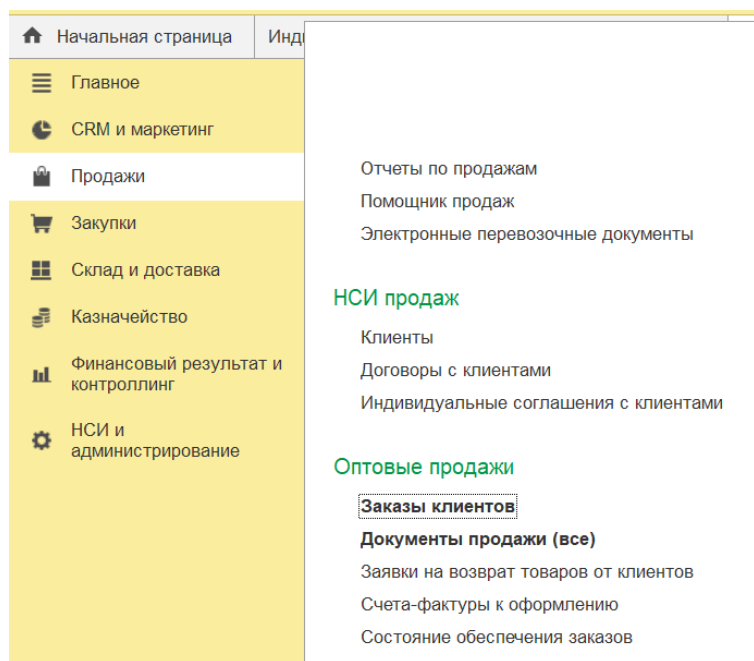 Начальная страница
Инд
Главное
CRM и маркетинг
Продажи
Закупки
Склад и доставка
Казначейство
Финансовый результат и
контроллинг
НСИ и
администрирование
Отчеты по продажам
Помощник продаж
Электронные перевозочные документы
НСИ продаж
Клиенты
Договоры с клиентами
Индивидуальные соглашения с клиентами
Оптовые продажи
Заказы клиентов
Документы продажи (все)
Заявки на возврат товаров от клиентов
Счета-фактуры к оформлению
Состояние обеспечения заказов